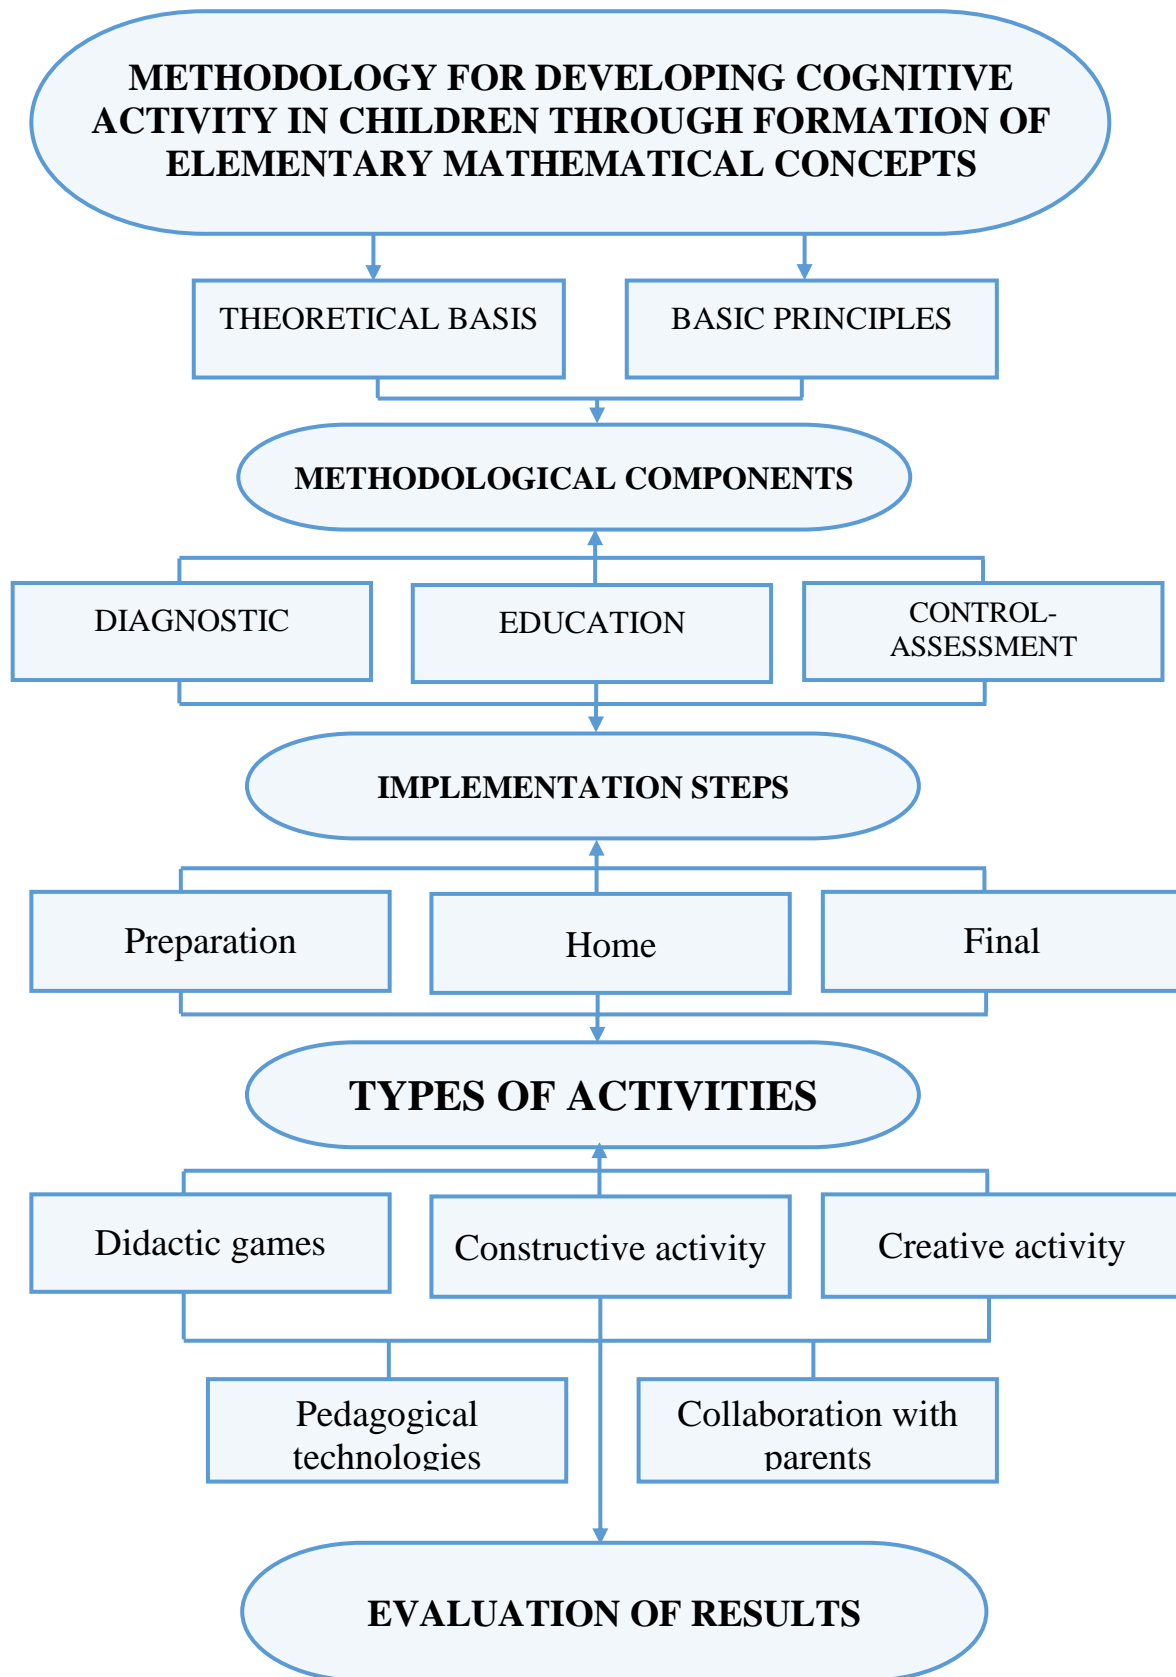 METHODOLOGY FOR DEVELOPING COGNITIVE
ACTIVITY IN CHILDREN THROUGH FORMATION OF
ELEMENTARY MATHEMATICAL CONCEPTS
THEORETICAL BASIS
BASIC PRINCIPLES
METHODOLOGICAL COMPONENTS
DIAGNOSTIC
EDUCATION
CONTROL-
ASSESSMENT
IMPLEMENTATION STEPS
Preparation
Home
Final
TYPES OF ACTIVITIES
Didactic games
Constructive activity
Creative activity
Pedagogical
technologies
Collaboration with
parents
EVALUATION OF RESULTS